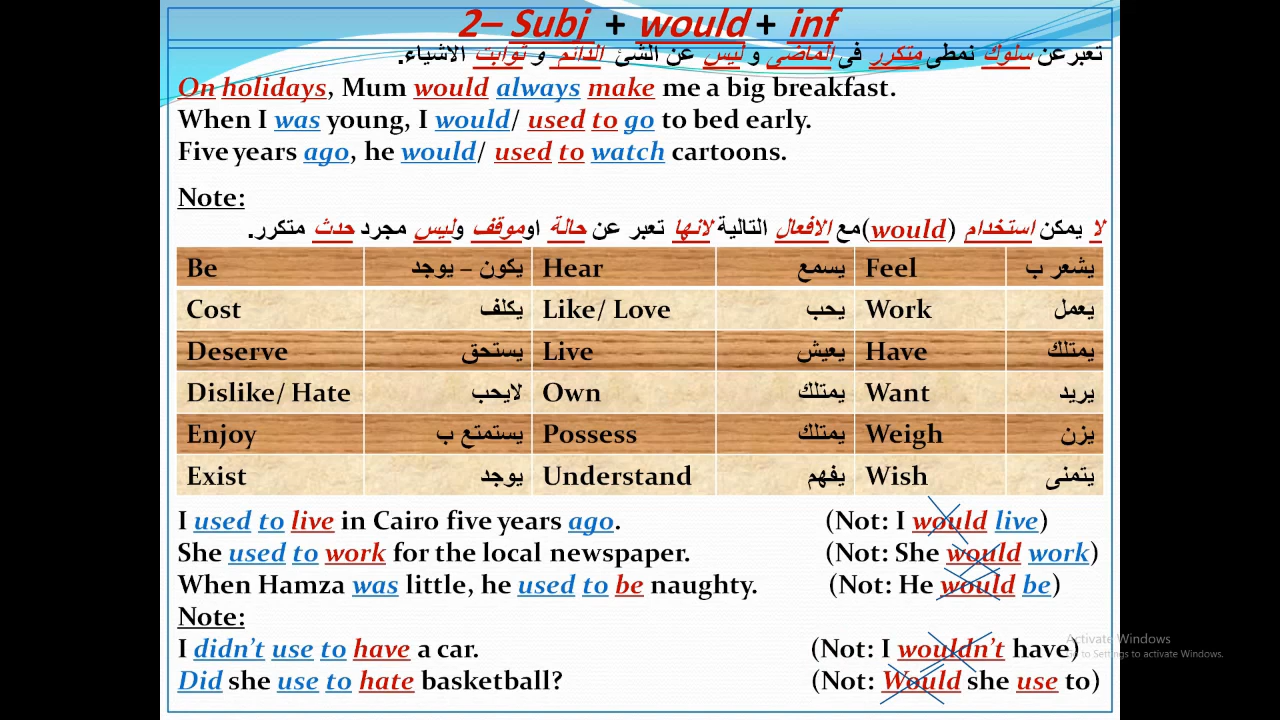 2– Subj + would + inf
تعبرعن سلوك نمطى متكرر فى الماضى و ليس عن الشئ الدائم و ثوابت الاشياء.
On holidays, Mum would always make me a big breakfast.
When I was young, I would/ used to go to bed early.
Five years ago, he would/ used to watch cartoons.
Note:
لا يمكن استخدام (would)مع الافعال التالية لانها تعبر عن حالة اوموقف وليس مجرد حدث متكرر.
Be يكون – يوجد Hear يسمع Feel يشعر ب
Cost يكلف Like/ Love يحب Work يعمل
Deserve يستحق Live يعيش Have يمتلك
Dislike/ Hate لايحب Own يمتلك Want يريد
Enjoy يستمتع ب Possess يمتلك Weigh يزن
Exist يوجد Understand يفهم Wish يتمنى
I used to live in Cairo five years ago. (Not: I would live)
She used to work for the local newspaper. (Not: She would work)
When Hamza was little, he used to be naughty. (Not: He would be)
Note:
I didn't use to have a car. (Not: I wouldn't have)
Did she use to hate basketball? (Not: Would she use to)
Activate Windows
Go to Settings to activate Windows.